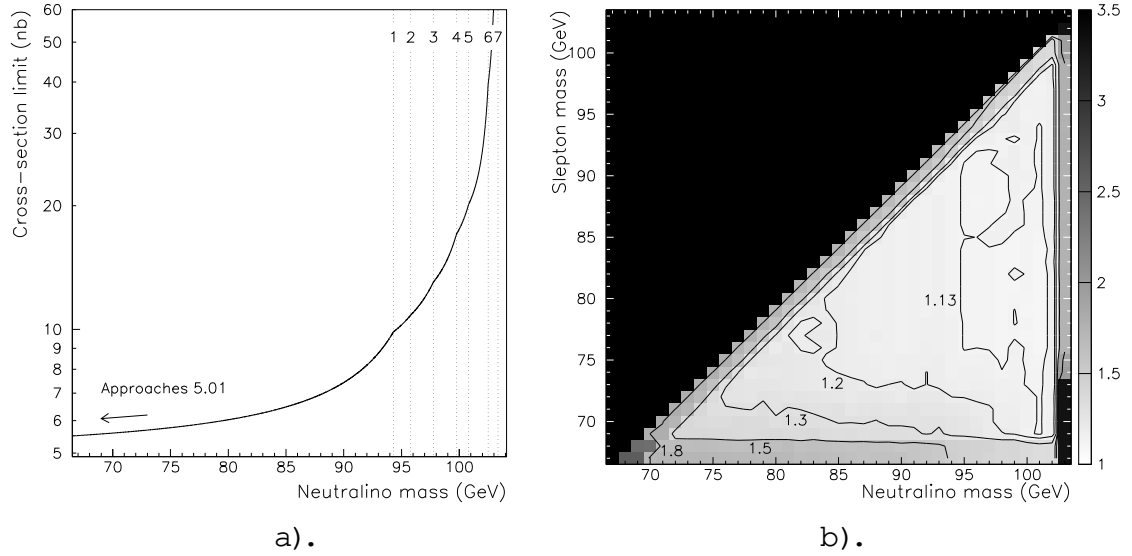 Cross-section limit (nb)
60
50
40
30
20
10
9
8
7
6
5
1 2 3 4 5 6 7
Approaches 5.01
70 75 80 85 90 95 100
Neutralino mass (GeV)
a).
Slepton mass (GeV)
100
95
90
85
80
75
70
1.13
1.2
1.3
1.5
1.8
70 75 80 85 90 95 100
Neutralino mass (GeV)
3.5
3
2.5
2
1.5
1
b).